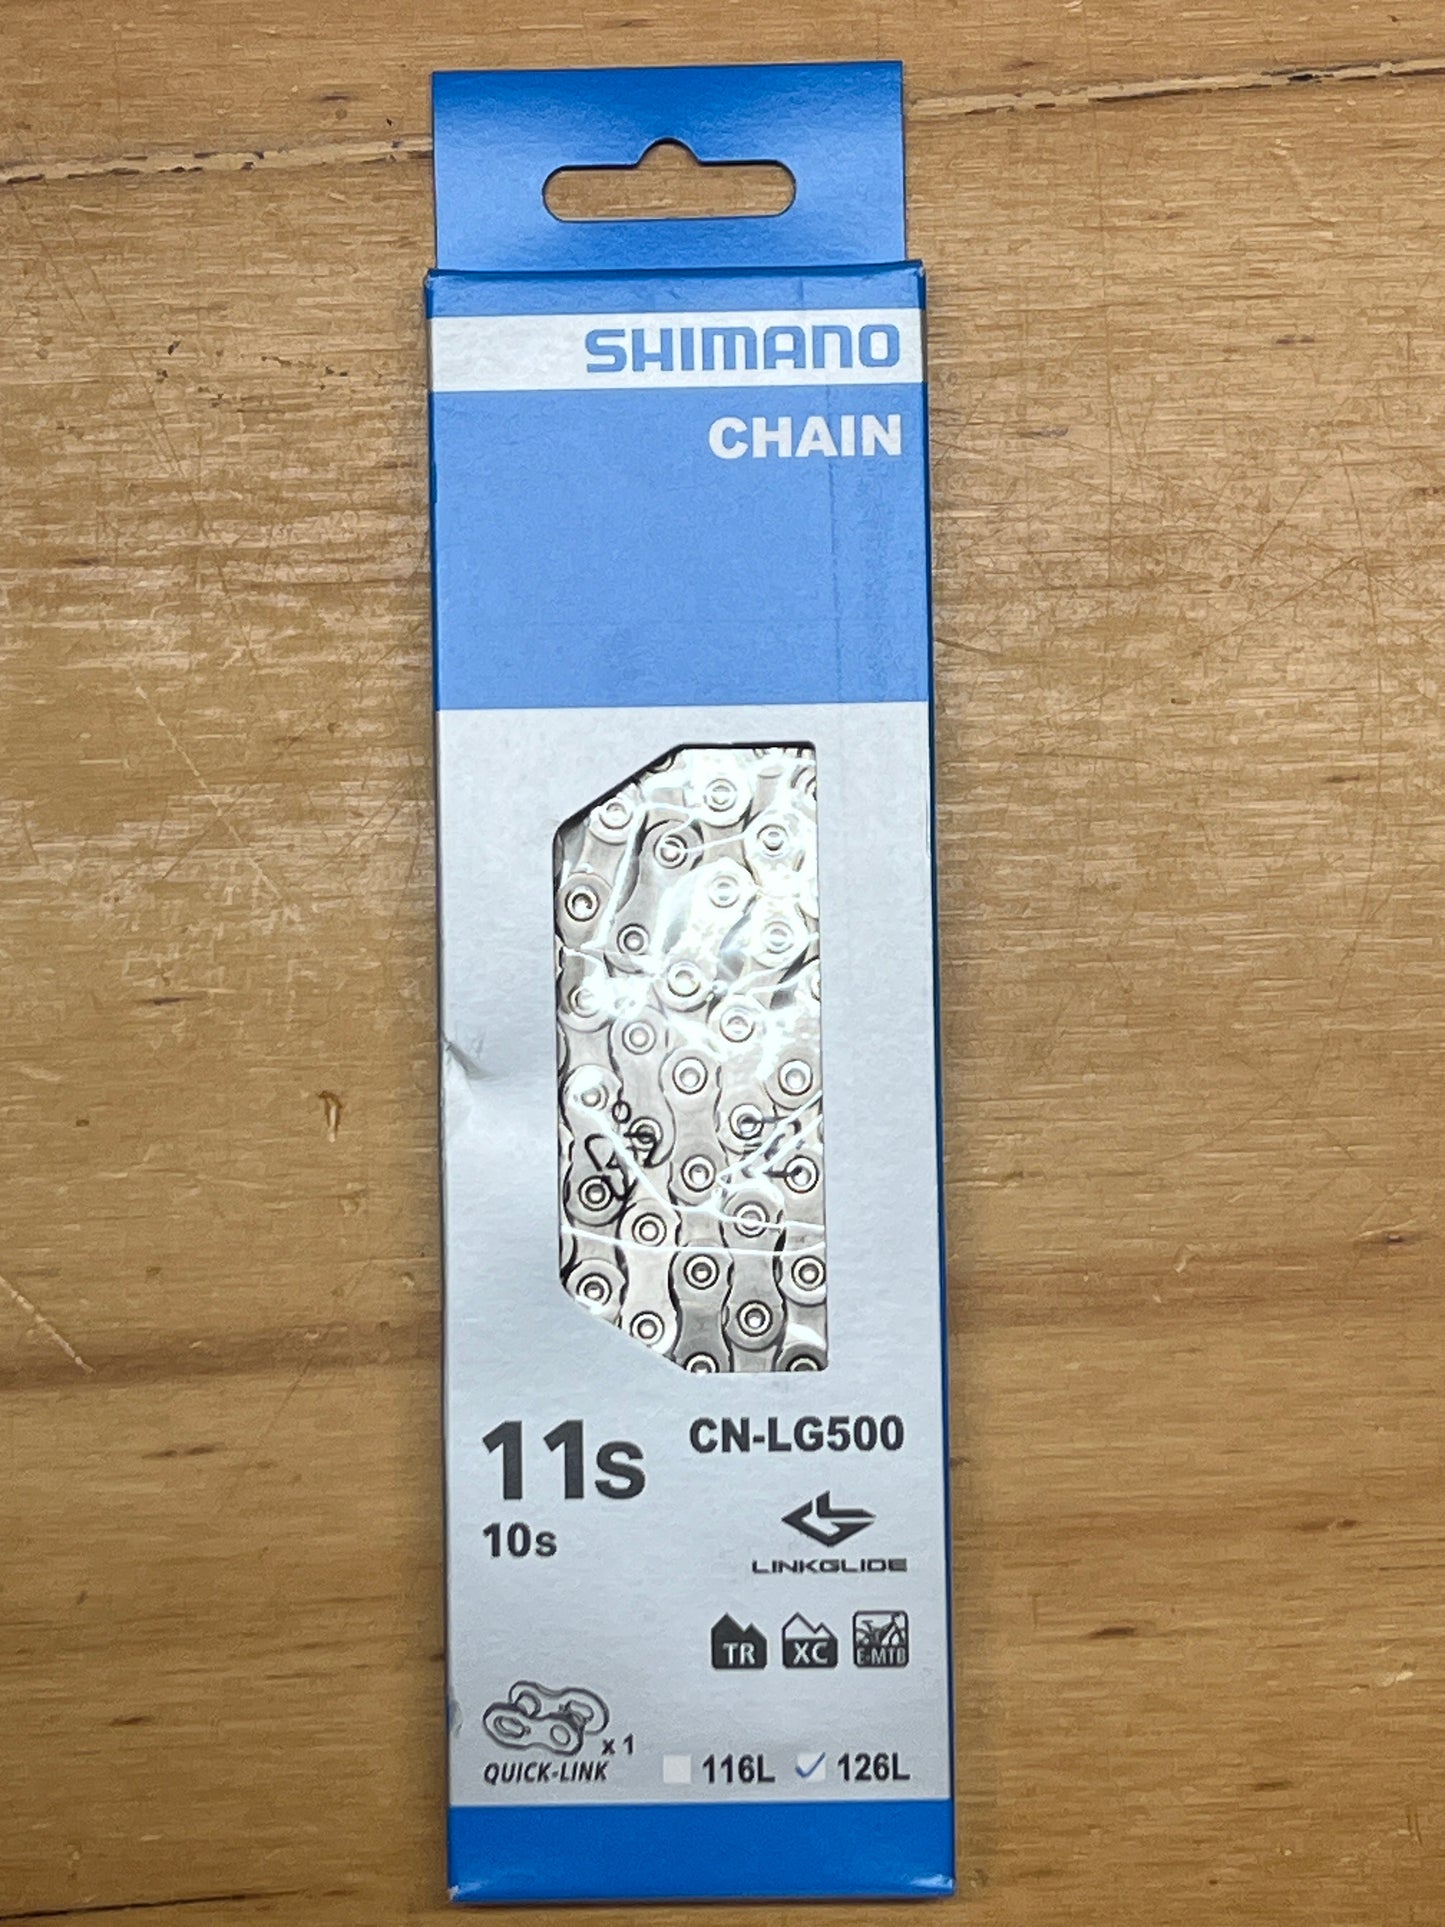 SHIMANO
CHAIN
11s
CN-LG500
10s
LINKGLIDE
TR
XC
E-MTB
x 1
QUICK-LINK
116L
126L